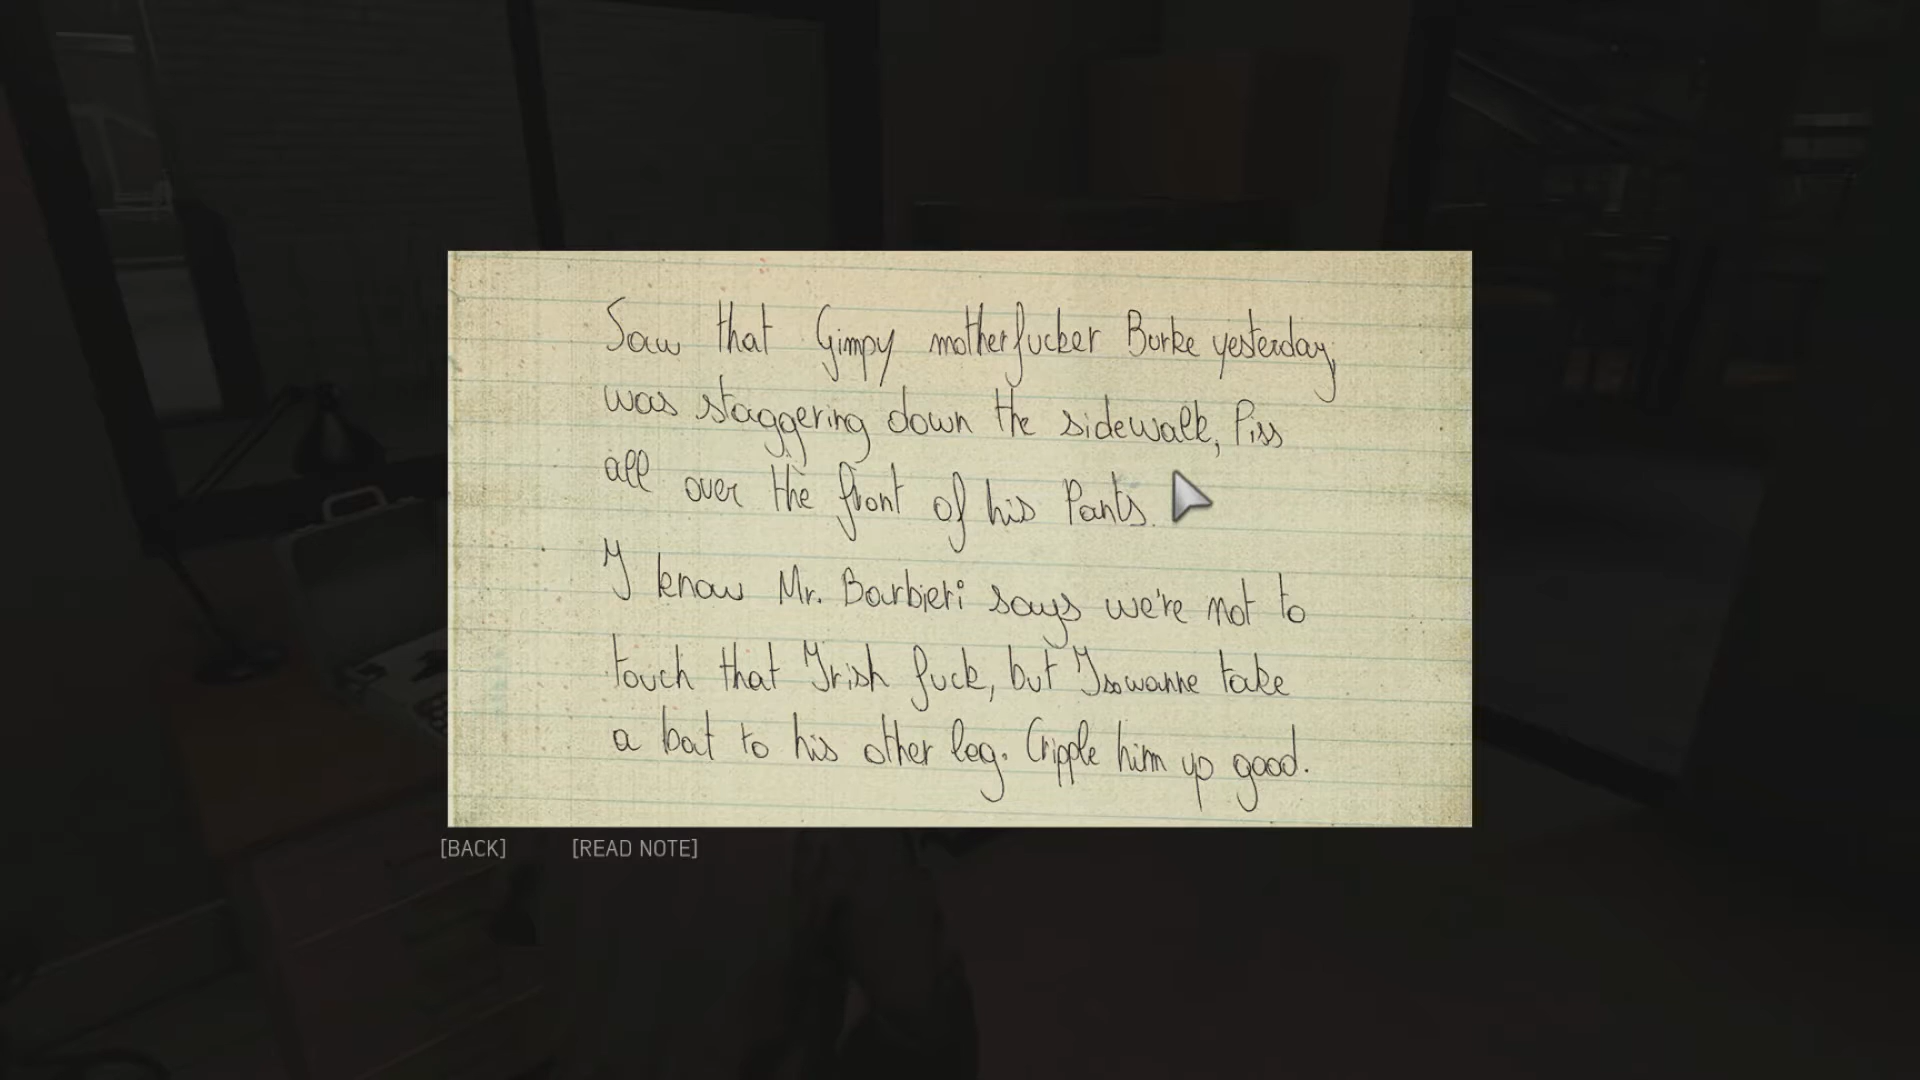 Saw that Gimpy motherfucker Burke yesterday,
was staggering down the sidewalk, Piss
all over the front of his Pants.
I know Mr. Barbieri says we're not to
touch that Irish fuck, but I so wanne take
a bat to his other leg. Cripple him up good.
[BACK] [READ NOTE]